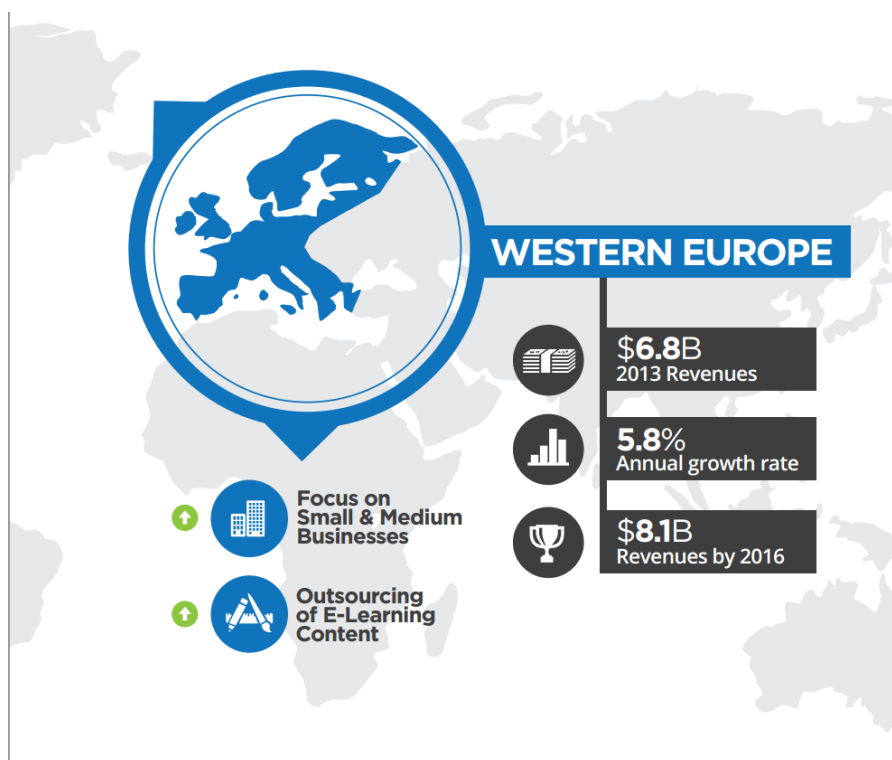 WESTERN EUROPE
$6.8B
2013 Revenues
5.8%
Annual growth rate
$8.1B
Revenues by 2016
Focus on
Small & Medium
Businesses
Outsourcing
of E-Learning
Content